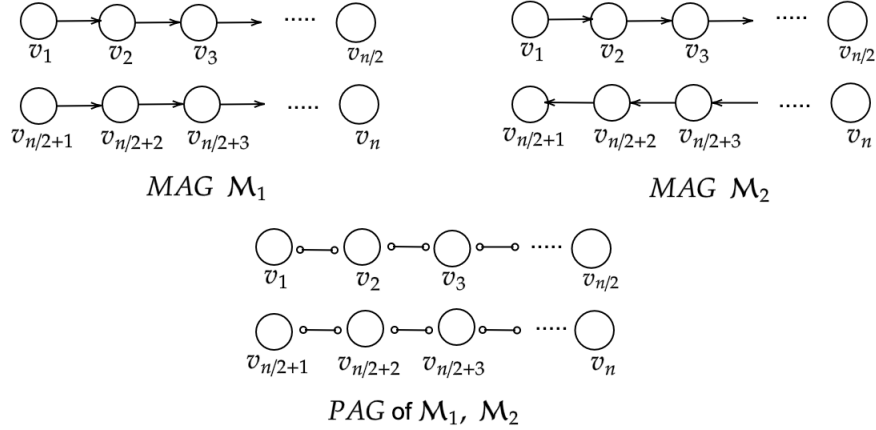 v1 v2 v3 ..... vn/2 v1 v2 v3 ..... vn/2
vn/2+1 vn/2+2 vn/2+3 ..... vn vn/2+1 vn/2+2 vn/2+3 ..... vn
MAG M1 MAG M2
v1 v2 v3 ..... vn/2
vn/2+1 vn/2+2 vn/2+3 ..... vn
PAG of M1, M2